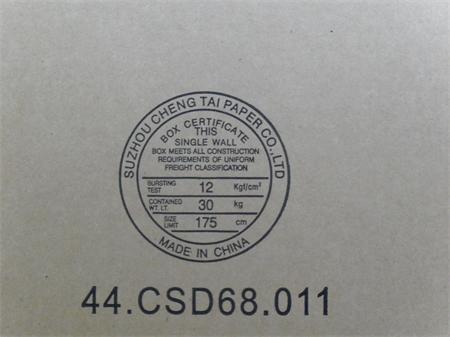 SUZHOU CHENG TAI PAPER CO.,LTD
BOX CERTIFICATE
THIS
SINGLE WALL
BOX MEETS ALL CONSTRUCTION
REQUIREMENTS OF UNIFORM
FREIGHT CLASSIFICATION
BURSTING TEST 12 Kgf/cm²
CONTAINED WT. LT. 30 kg
SIZE LIMIT 175 cm
MADE IN CHINA
44.CSD68.011